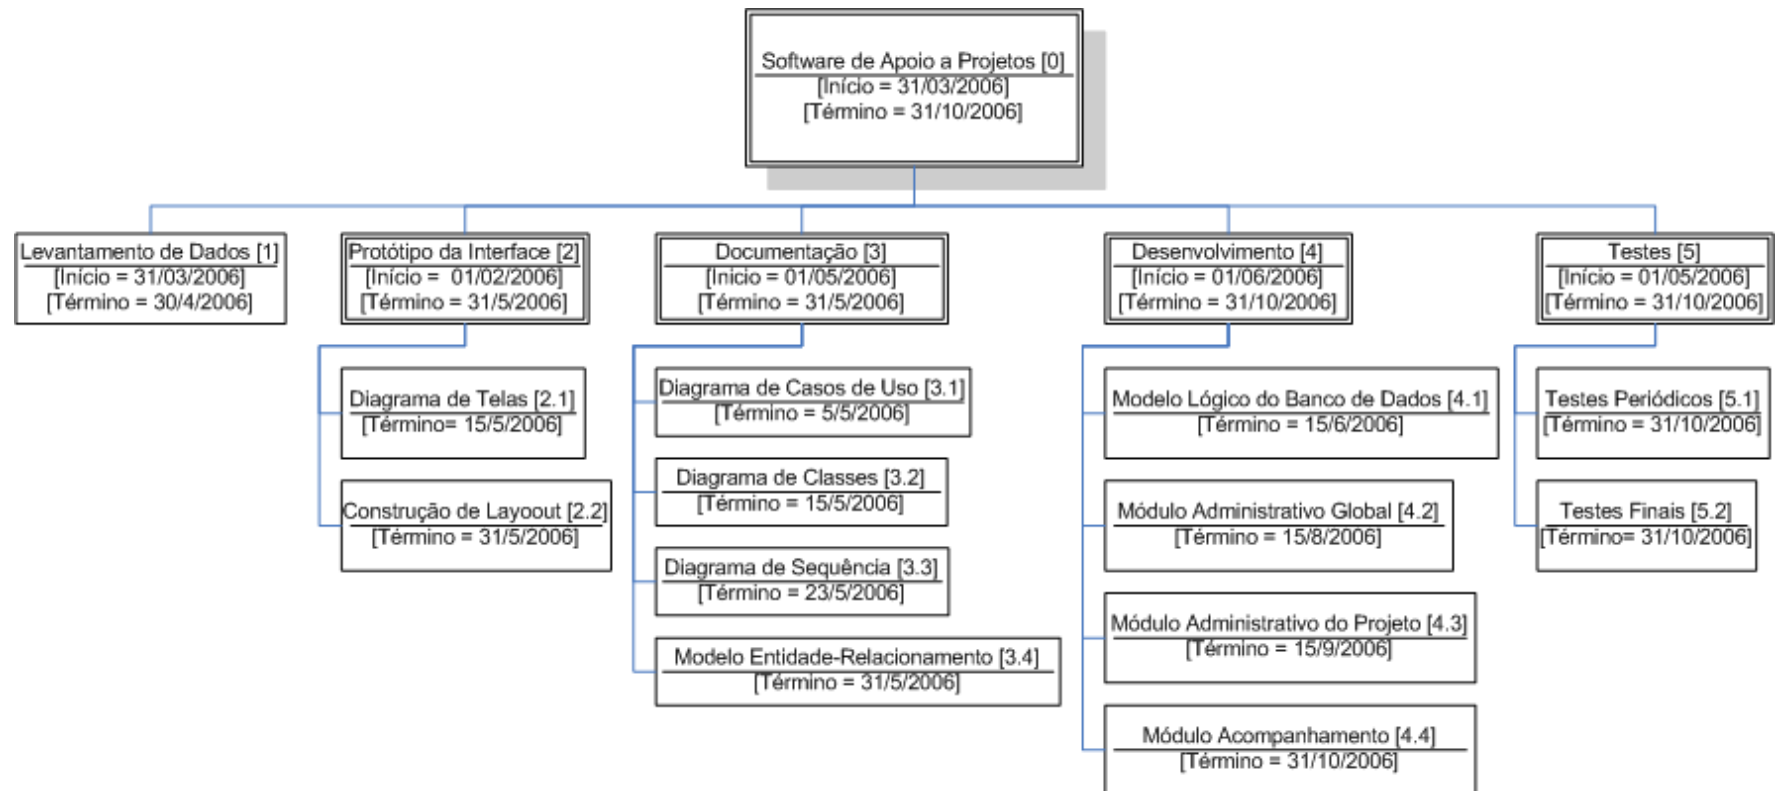 Software de Apoio a Projetos [0]
[Início = 31/03/2006]
[Término = 31/10/2006]
Levantamento de Dados [1]
[Início = 31/03/2006]
[Término = 30/4/2006]
Protótipo da Interface [2]
[Início =  01/02/2006]
[Término = 31/5/2006]
Documentação [3]
[Início = 01/05/2006]
[Término = 31/5/2006]
Desenvolvimento [4]
[Início = 01/06/2006]
[Término = 31/10/2006]
Testes [5]
[Início = 01/05/2006]
[Término = 31/10/2006]
Diagrama de Telas [2.1]
[Término= 15/5/2006]
Construção de Layoout [2.2]
[Término = 31/5/2006]
Diagrama de Casos de Uso [3.1]
[Término = 5/5/2006]
Diagrama de Classes [3.2]
[Término = 15/5/2006]
Diagrama de Sequência [3.3]
[Término = 23/5/2006]
Modelo Entidade-Relacionamento [3.4]
[Término = 31/5/2006]
Modelo Lógico do Banco de Dados [4.1]
[Término = 15/6/2006]
Módulo Administrativo Global [4.2]
[Término = 15/8/2006]
Módulo Administrativo do Projeto [4.3]
[Término = 15/9/2006]
Módulo Acompanhamento [4.4]
[Término = 31/10/2006]
Testes Periódicos [5.1]
[Término = 31/10/2006]
Testes Finais [5.2]
[Término= 31/10/2006]